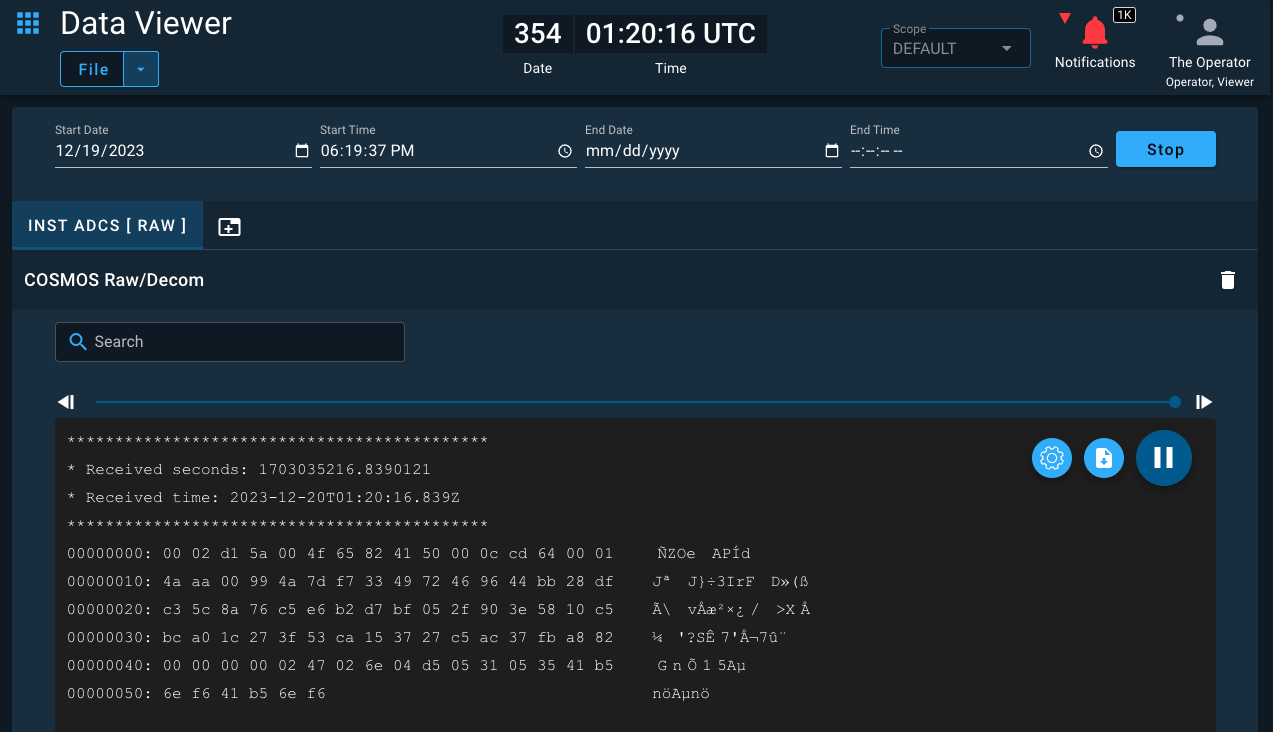 Data Viewer
File
354 01:20:16 UTC
Date Time
Scope
DEFAULT
1K
Notifications
The Operator
Operator, Viewer
Start Date Start Time End Date End Time
12/19/2023 06:19:37 PM mm/dd/yyyy --:--:-- -- Stop
INST ADCS [ RAW ]
COSMOS Raw/Decom
Search
*******************************************
* Received seconds: 1703035216.8390121
* Received time: 2023-12-20T01:20:16.839Z
*******************************************
00000000: 00 02 d1 5a 00 4f 65 82 41 50 00 0c cd 64 00 01 ÑZOe APÍd
00000010: 4a aa 00 99 4a 7d f7 33 49 72 46 96 44 bb 28 df Jª J}÷3IrF D»(ß
00000020: c3 5c 8a 76 c5 e6 b2 d7 bf 05 2f 90 3e 58 10 c5 Ã\ vÅæ²×¿ / >X Å
00000030: bc a0 1c 27 3f 53 ca 15 37 27 c5 ac 37 fb a8 82 ¼ '?SÊ 7'Å¬7û¨
00000040: 00 00 00 00 02 47 02 6e 04 d5 05 31 05 35 41 b5 G n Õ 1 5Aµ
00000050: 6e f6 41 b5 6e f6 nöAµnö